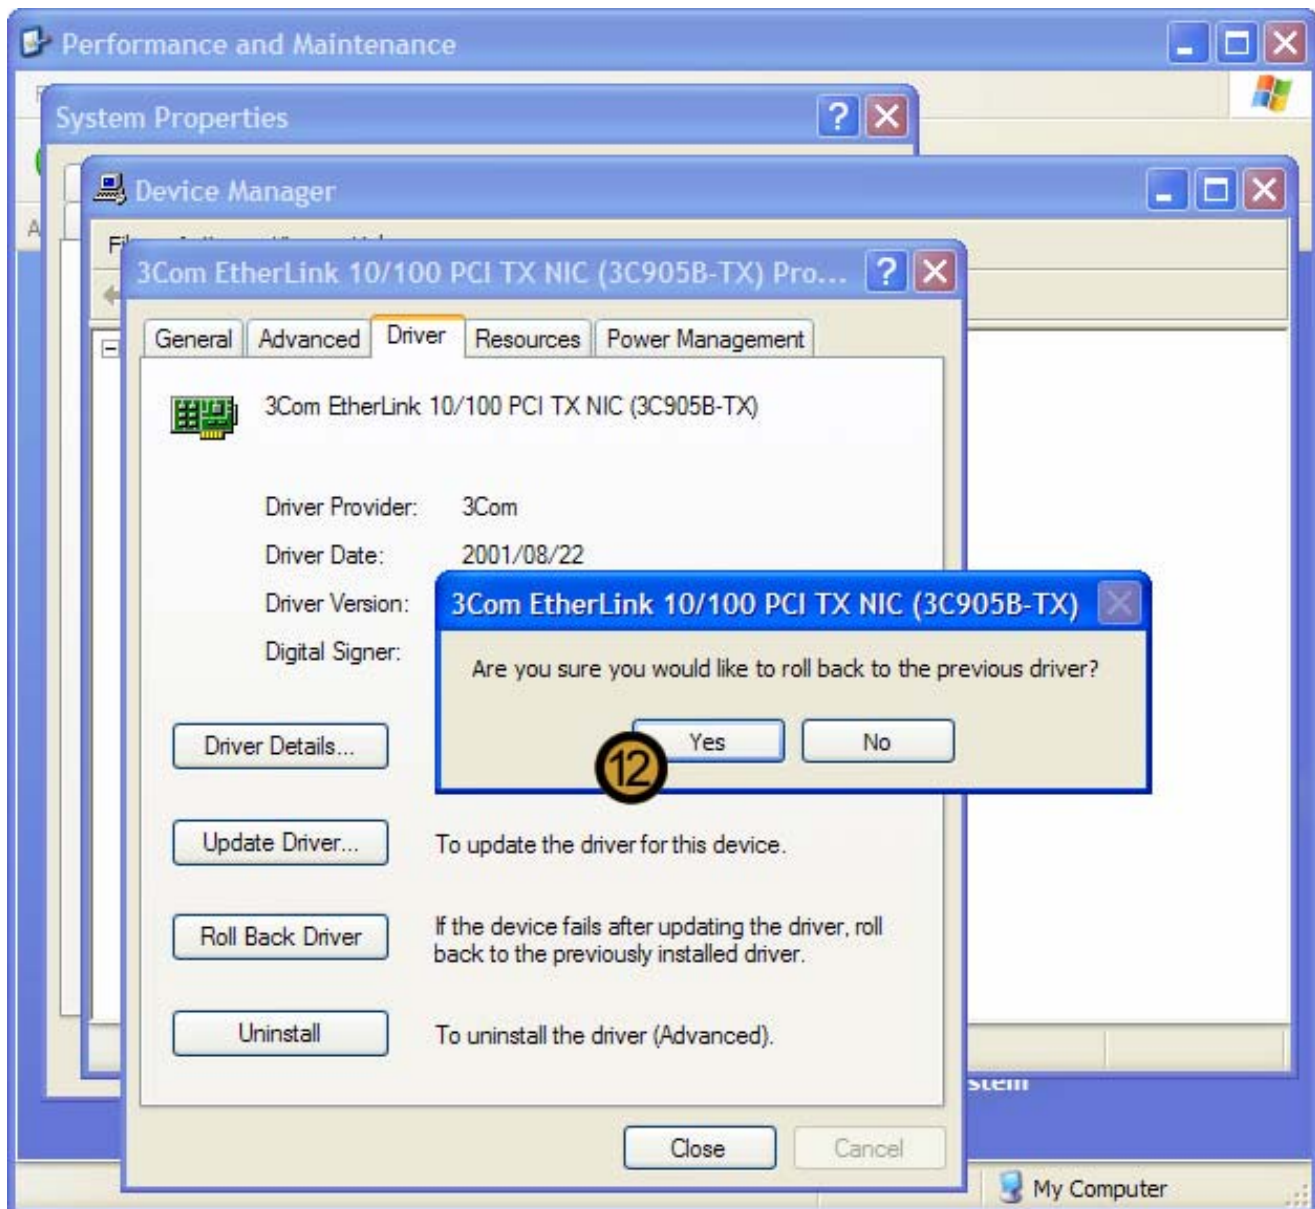 Performance and Maintenance
System Properties
Device Manager
3Com EtherLink 10/100 PCI TX NIC (3C905B-TX) Pro...
General Advanced Driver Resources Power Management
3Com EtherLink 10/100 PCI TX NIC (3C905B-TX)
Driver Provider: 3Com
Driver Date: 2001/08/22
Driver Version:
Digital Signer:
3Com EtherLink 10/100 PCI TX NIC (3C905B-TX)
Are you sure you would like to roll back to the previous driver?
Yes No
12
Driver Details...
Update Driver... To update the driver for this device.
Roll Back Driver If the device fails after updating the driver, roll
back to the previously installed driver.
Uninstall To uninstall the driver (Advanced).
Close Cancel
My Computer